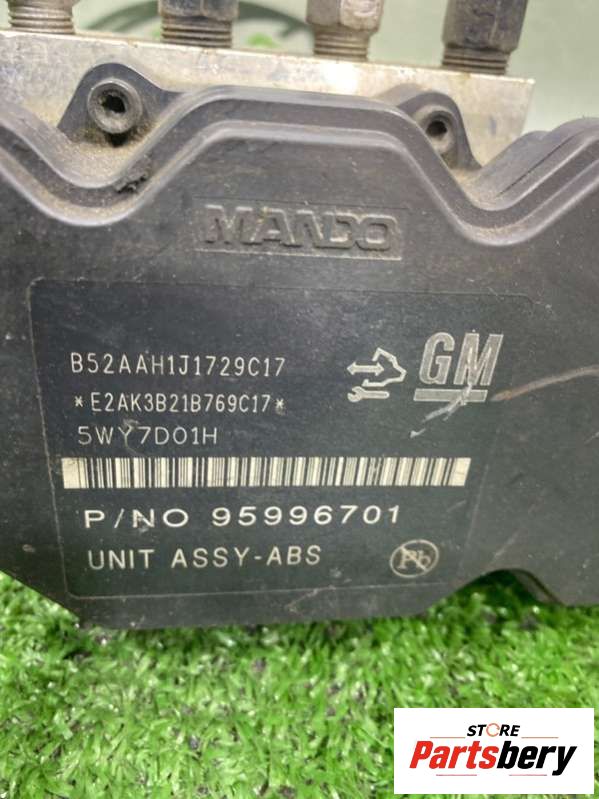 MANDO
B52AAH1J1729C17
*E2AK3B21B769C17*
GM
5WY7D01H
P/NO 95996701
UNIT ASSY-ABS
Pb
STORE
Partsbery